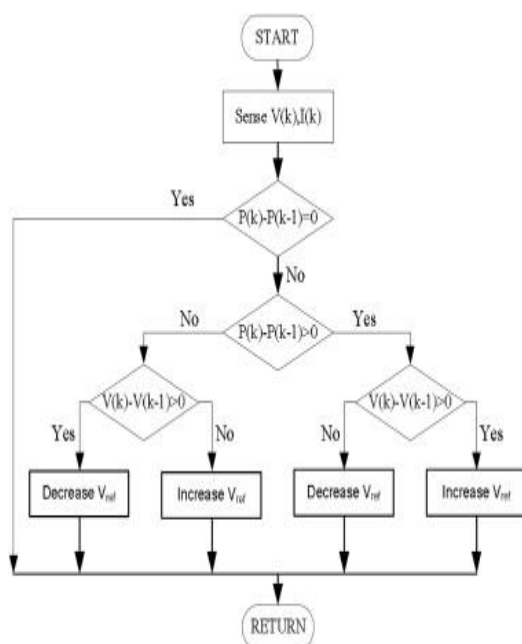 START
Sense V(k),I(k)
Yes
P(k)-P(k-1)=0
No
No
P(k)-P(k-1)>0
Yes
V(k)-V(k-1)>0
V(k)-V(k-1)>0
Yes
No
No
Yes
Decrease Vref
Increase Vref
Decrease Vref
Increase Vref
RETURN